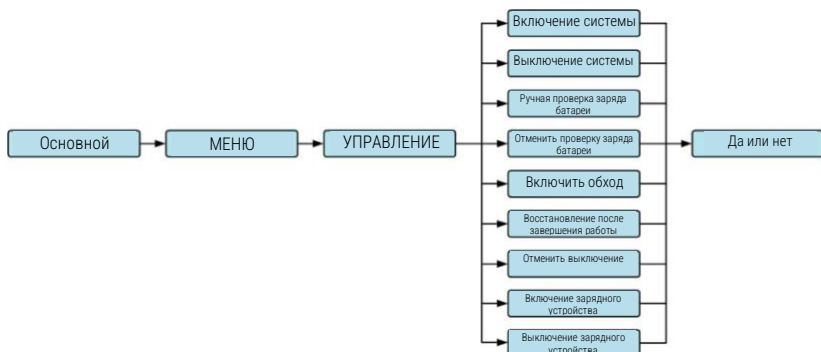 Основной
МЕНЮ
УПРАВЛЕНИЕ
Включение системы
Выключение системы
Ручная проверка заряда
батареи
Отменить проверку заряда
батареи
Включить обход
Восстановление после
завершения работы
Отменить выключение
Включение зарядного
устройства
Выключение зарядного
устройства
Да или нет